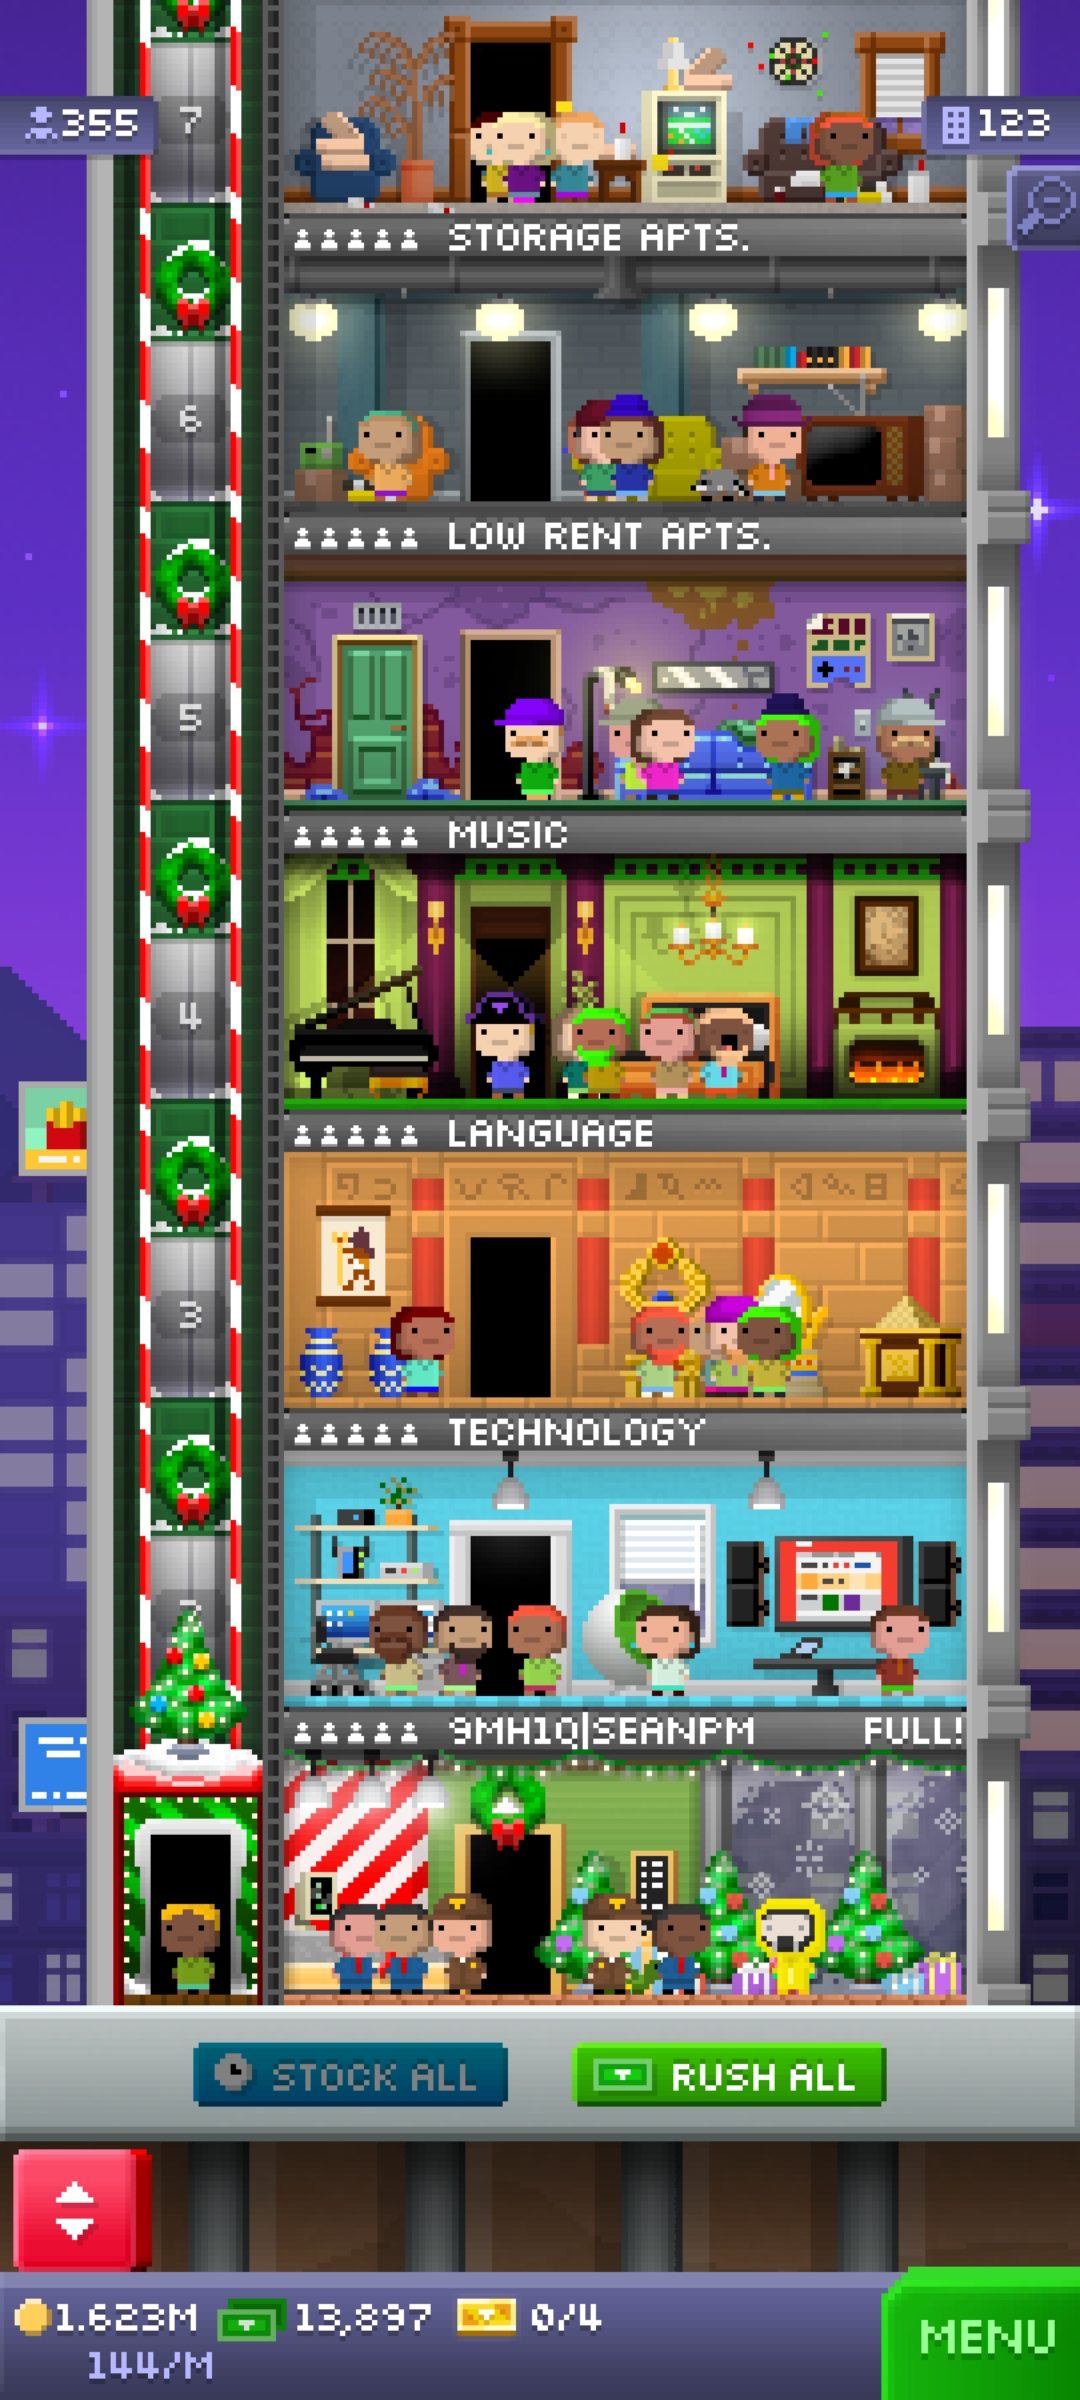 7
355
123
STORAGE APTS.
6
LOW RENT APTS.
5
MUSIC
4
LANGUAGE
3
TECHNOLOGY
9MH1Q|SEANPM FULL!
STOCK ALL
RUSH ALL
1.623M 13,897 0/4
144/M
MENU